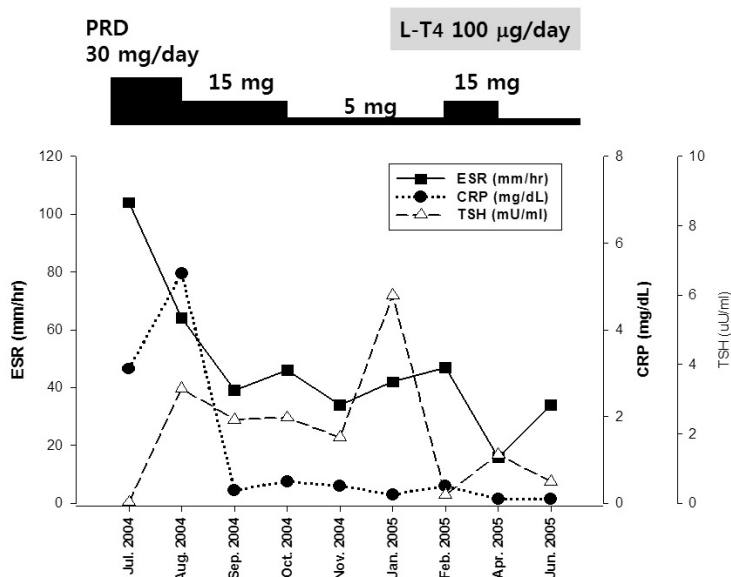 PRD
30 mg/day
L-T4 100 μg/day
15 mg
5 mg
15 mg
120
100
80
60
40
20
0
ESR (mm/hr)
ESR (mm/hr)
CRP (mg/dL)
TSH (mU/ml)
8
6
4
2
0
CRP (mg/dL)
10
8
6
4
2
0
TSH (uU/ml)
Jul. 2004
Aug. 2004
Sep. 2004
Oct. 2004
Nov. 2004
Jan. 2005
Feb. 2005
Apr. 2005
Jun. 2005